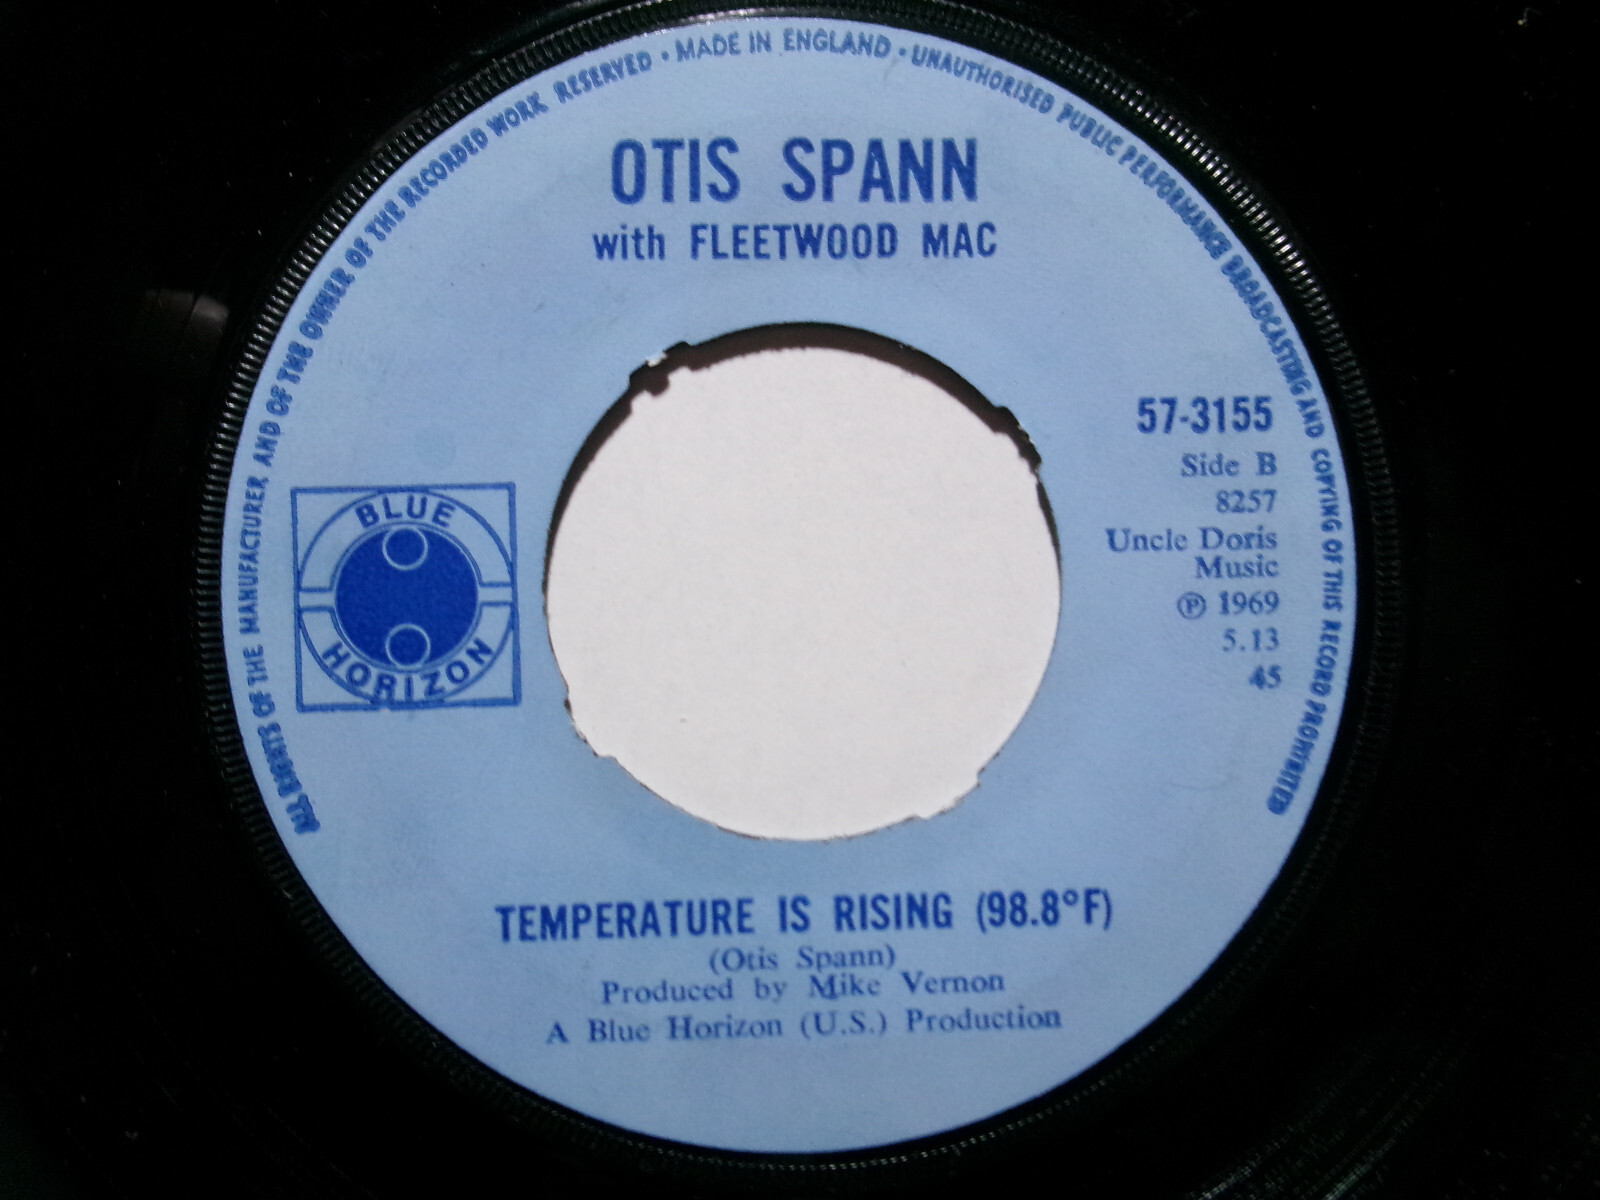 ALL RIGHTS OF THE MANUFACTURER AND OF THE OWNER OF THE RECORDED WORK RESERVED • MADE IN ENGLAND • UNAUTHORISED PUBLIC PERFORMANCE BROADCASTING AND COPYING OF THIS RECORD PROHIBITED
OTIS SPANN
with FLEETWOOD MAC
57-3155
Side B
8257
Uncle Doris
Music
℗ 1969
5.13
45
BLUE
HORIZON
TEMPERATURE IS RISING (98.8°F)
(Otis Spann)
Produced by Mike Vernon
A Blue Horizon (U.S.) Production